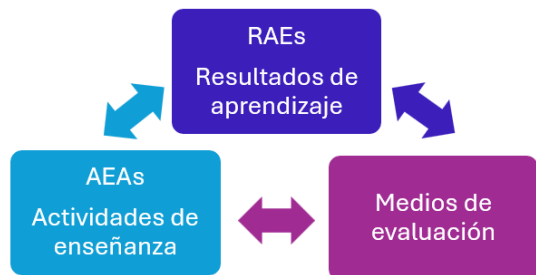 RAEs
Resultados de
aprendizaje
AEAs
Actividades de
enseñanza
Medios de
evaluación